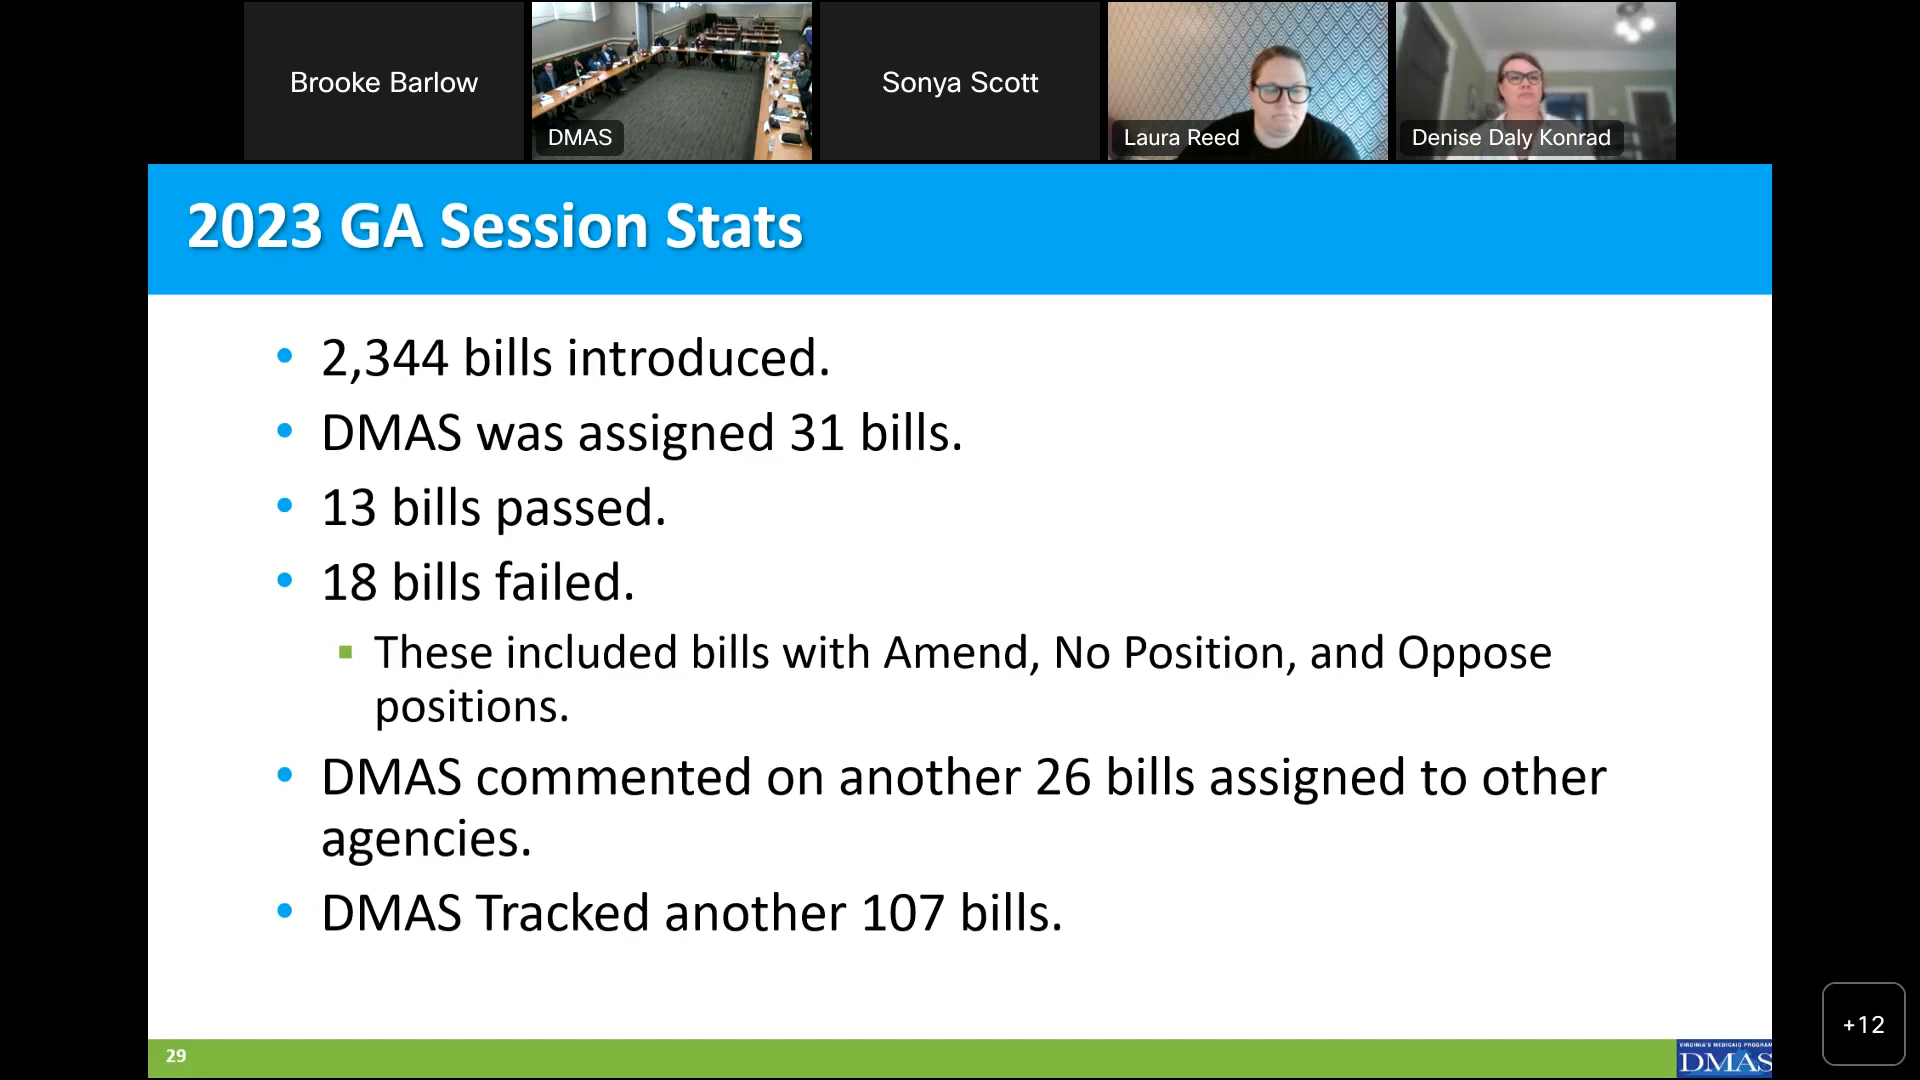 Brooke Barlow
DMAS
Sonya Scott
Laura Reed
Denise Daly Konrad
2023 GA Session Stats
• 2,344 bills introduced.
• DMAS was assigned 31 bills.
• 13 bills passed.
• 18 bills failed.
▪ These included bills with Amend, No Position, and Oppose
positions.
• DMAS commented on another 26 bills assigned to other
agencies.
• DMAS Tracked another 107 bills.
+12
29
VIRGINIA'S MEDICAID PROGRAM
DMAS